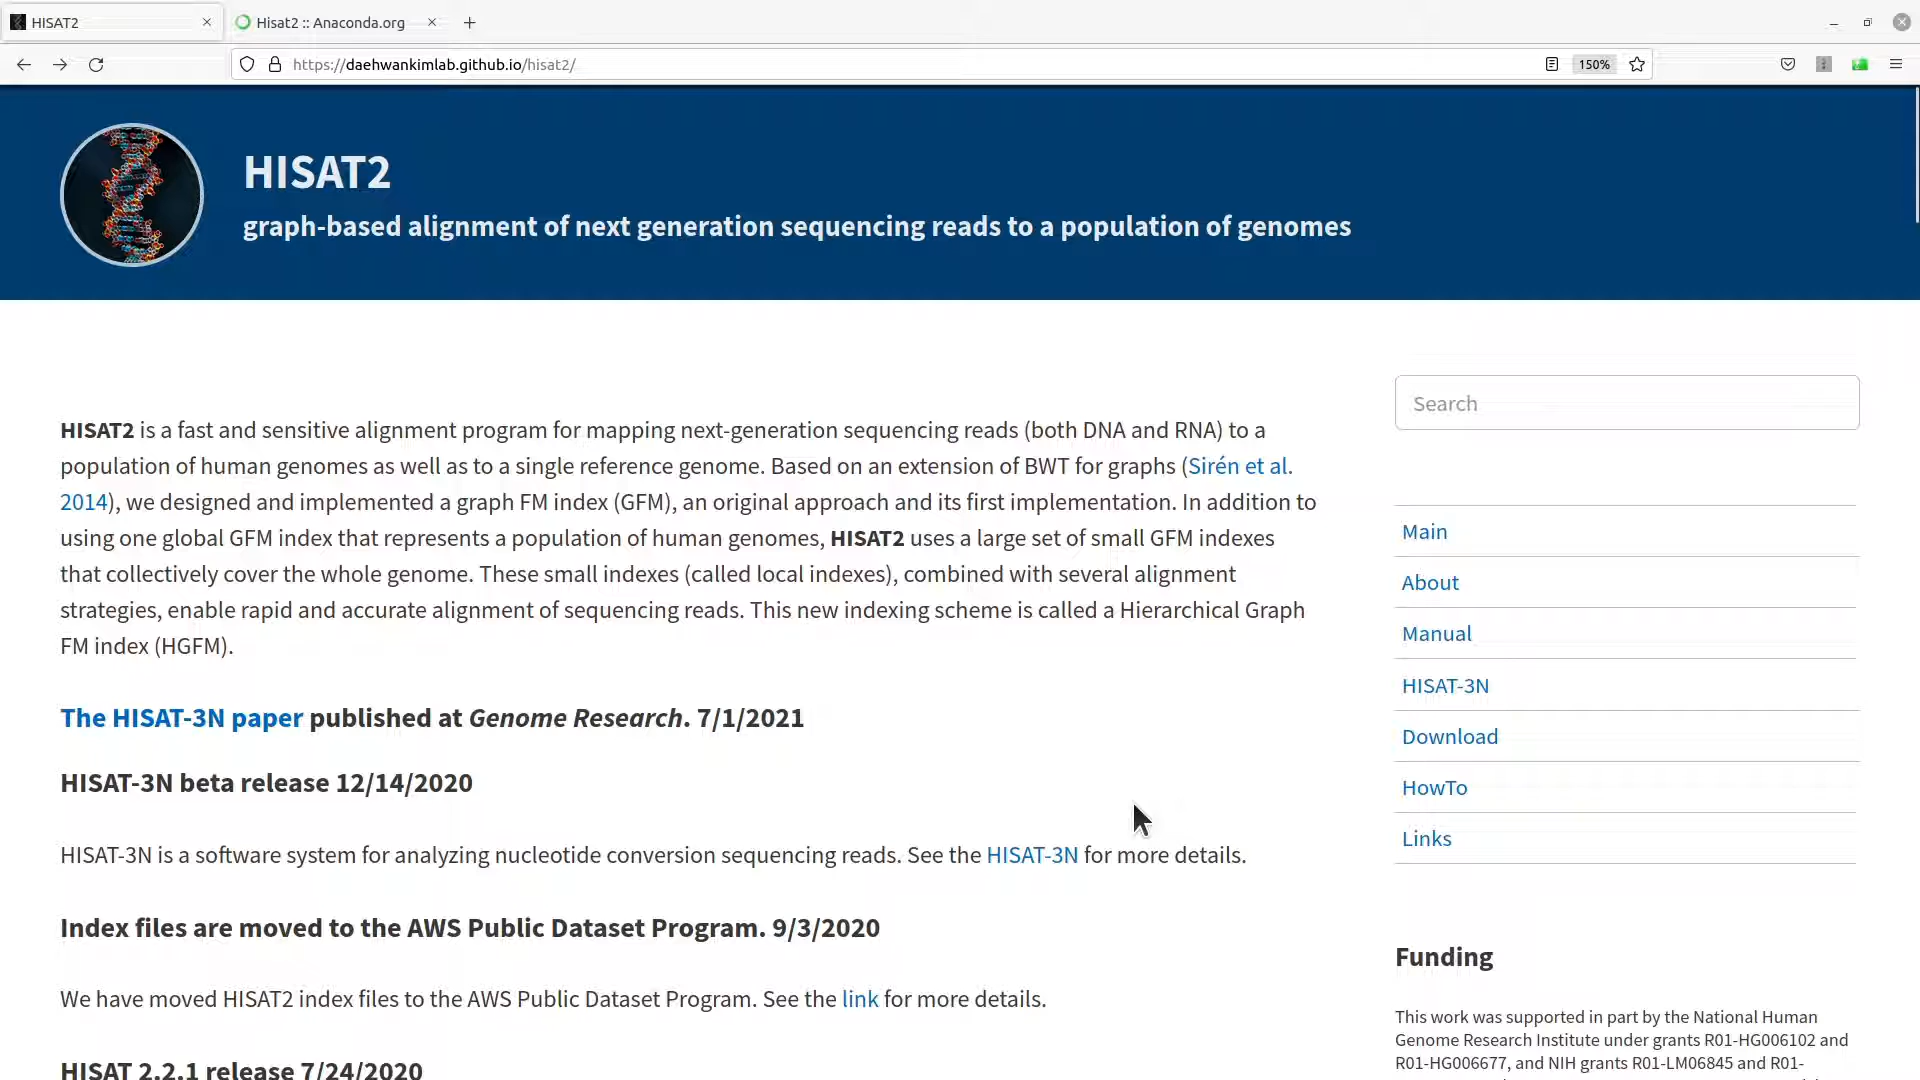 HISAT2
Hisat2 :: Anaconda.org
https://daehwankimlab.github.io/hisat2/
150%
HISAT2
graph-based alignment of next generation sequencing reads to a population of genomes
HISAT2 is a fast and sensitive alignment program for mapping next-generation sequencing reads (both DNA and RNA) to a
population of human genomes as well as to a single reference genome. Based on an extension of BWT for graphs (Sirén et al.
2014), we designed and implemented a graph FM index (GFM), an original approach and its first implementation. In addition to
using one global GFM index that represents a population of human genomes, HISAT2 uses a large set of small GFM indexes
that collectively cover the whole genome. These small indexes (called local indexes), combined with several alignment
strategies, enable rapid and accurate alignment of sequencing reads. This new indexing scheme is called a Hierarchical Graph
FM index (HGFM).
The HISAT-3N paper published at Genome Research. 7/1/2021
HISAT-3N beta release 12/14/2020
HISAT-3N is a software system for analyzing nucleotide conversion sequencing reads. See the HISAT-3N for more details.
Index files are moved to the AWS Public Dataset Program. 9/3/2020
We have moved HISAT2 index files to the AWS Public Dataset Program. See the link for more details.
HISAT 2.2.1 release 7/24/2020
Search
Main
About
Manual
HISAT-3N
Download
HowTo
Links
Funding
This work was supported in part by the National Human
Genome Research Institute under grants R01-HG006102 and
R01-HG006677, and NIH grants R01-LM06845 and R01-